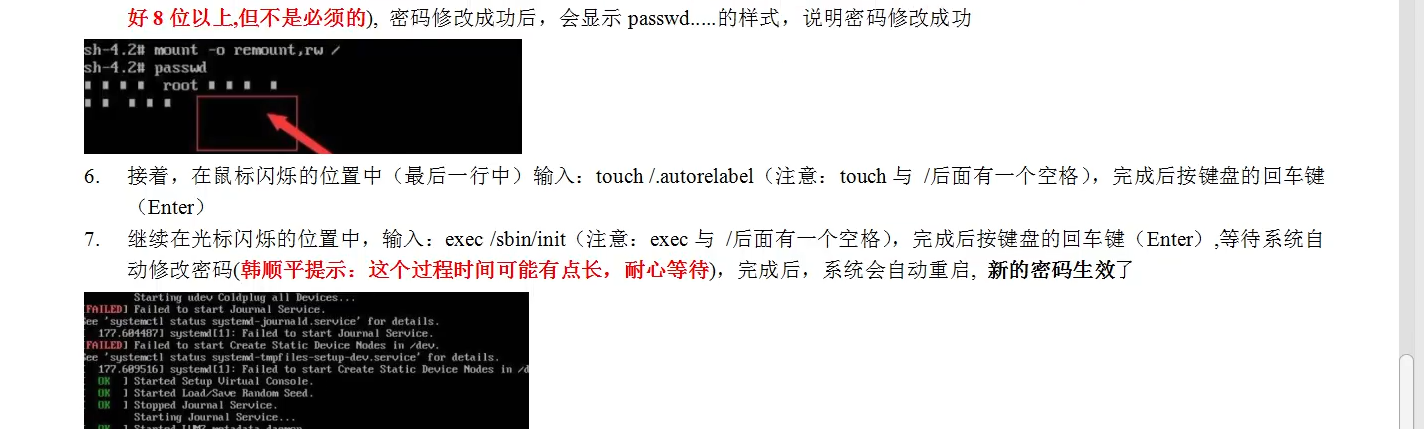 好 8 位以上,但不是必须的), 密码修改成功后，会显示 passwd.....的样式，说明密码修改成功
sh-4.2# mount -o remount,rw /
sh-4.2# passwd
root
6. 接着，在鼠标闪烁的位置中（最后一行中）输入：touch /.autorelabel（注意：touch 与 /后面有一个空格），完成后按键盘的回车键
（Enter）
7. 继续在光标闪烁的位置中，输入：exec /sbin/init（注意：exec 与 /后面有一个空格），完成后按键盘的回车键（Enter）,等待系统自
动修改密码(韩顺平提示：这个过程时间可能有点长，耐心等待)，完成后，系统会自动重启, 新的密码生效了
Starting udev Coldplug all Devices...
[FAILED] Failed to start Journal Service.
See 'systemctl status systemd-journald.service' for details.
177.604487] systemd[1]: Failed to start Journal Service.
[FAILED] Failed to start Create Static Device Nodes in /dev.
See 'systemctl status systemd-tmpfiles-setup-dev.service' for details.
177.609516] systemd[1]: Failed to start Create Static Device Nodes in /d
OK ] Started Setup Virtual Console.
OK ] Started Load/Save Random Seed.
OK ] Stopped Journal Service.
Starting Journal Service...
OK ] Started LVM2 metadata daemon.